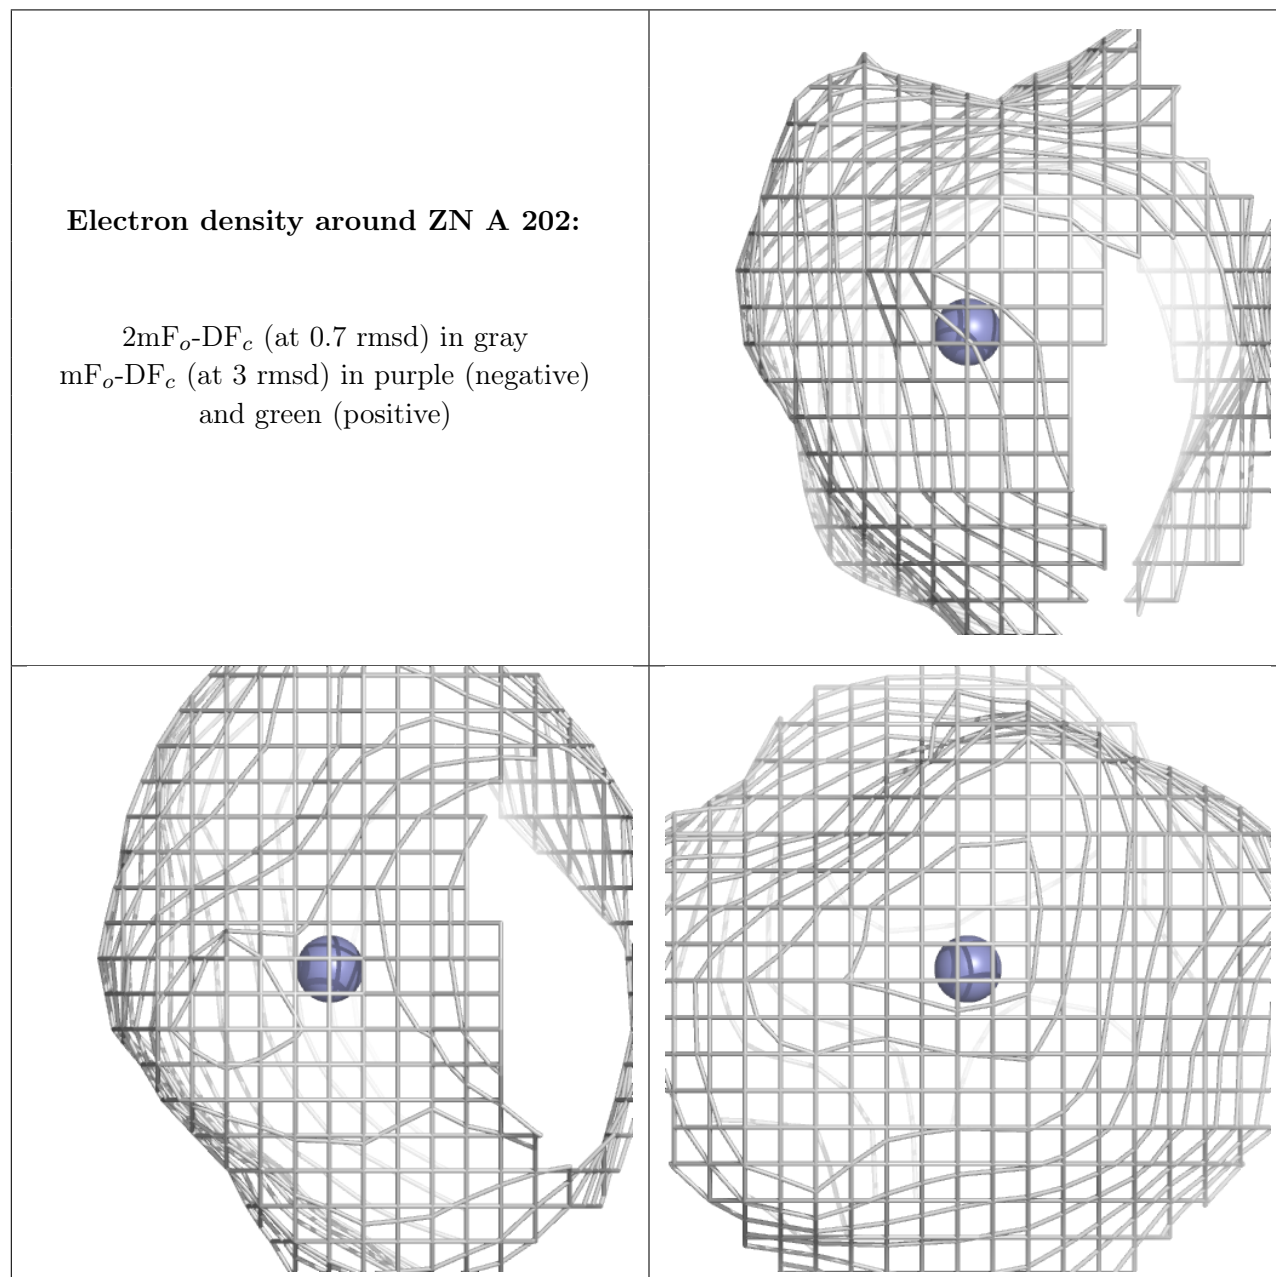 Electron density around ZN A 202:
2mFo-DFc (at 0.7 rmsd) in gray
mFo-DFc (at 3 rmsd) in purple (negative)
and green (positive)